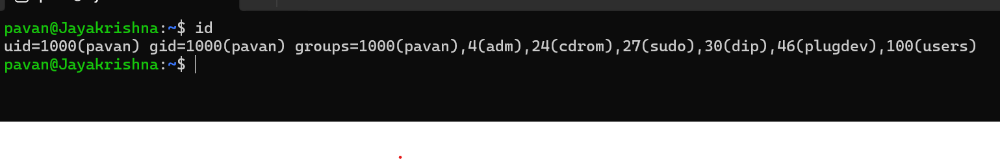 pavan@Jayakrishna:~$ id
uid=1000(pavan) gid=1000(pavan) groups=1000(pavan),4(adm),24(cdrom),27(sudo),30(dip),46(plugdev),100(users)
pavan@Jayakrishna:~$